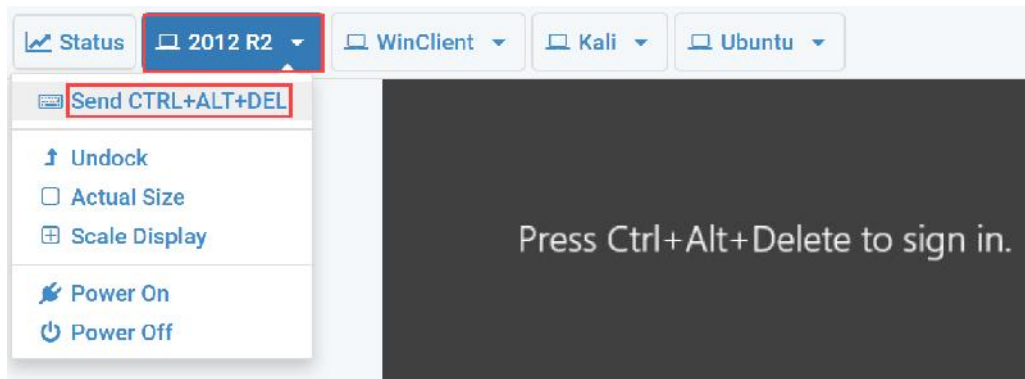 Status 2012 R2 WinClient Kali Ubuntu
Send CTRL+ALT+DEL
Undock
Actual Size
Scale Display
Press Ctrl+Alt+Delete to sign in.
Power On
Power Off